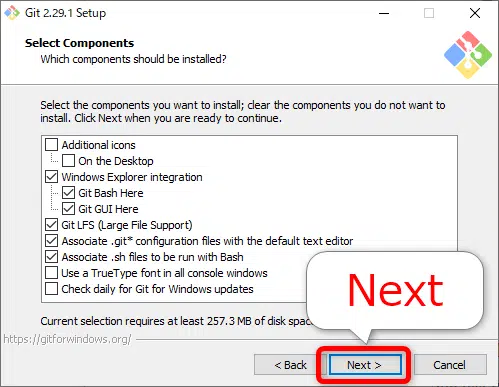 Git 2.29.1 Setup
Select Components
Which components should be installed?
Select the components you want to install; clear the components you do not want to
install. Click Next when you are ready to continue.
Additional icons
On the Desktop
Windows Explorer integration
Git Bash Here
Git GUI Here
Git LFS (Large File Support)
Associate .git* configuration files with the default text editor
Associate .sh files to be run with Bash
Use a TrueType font in all console windows
Check daily for Git for Windows updates
Next
Current selection requires at least 257.3 MB of disk
https://gitforwindows.org/
< Back
Next >
Cancel